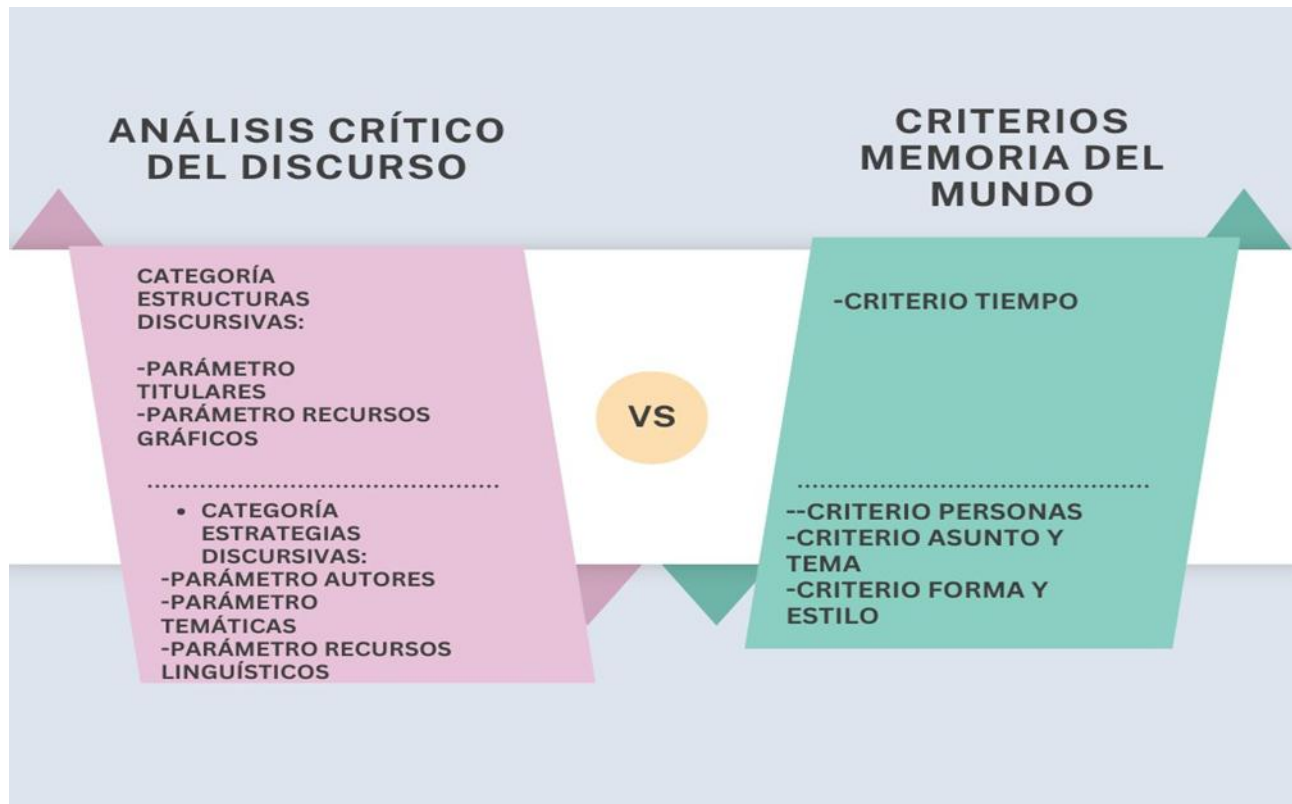 ANÁLISIS CRÍTICO
DEL DISCURSO
CATEGORÍA
ESTRUCTURAS
DISCURSIVAS:
-PARÁMETRO
TITULARES
-PARÁMETRO RECURSOS
GRÁFICOS
................................................
• CATEGORÍA
ESTRATEGIAS
DISCURSIVAS:
-PARÁMETRO AUTORES
-PARÁMETRO
TEMÁTICAS
-PARÁMETRO RECURSOS
LINGUÍSTICOS
VS
CRITERIOS
MEMORIA DEL
MUNDO
-CRITERIO TIEMPO
................................................
--CRITERIO PERSONAS
-CRITERIO ASUNTO Y
TEMA
-CRITERIO FORMA Y
ESTILO